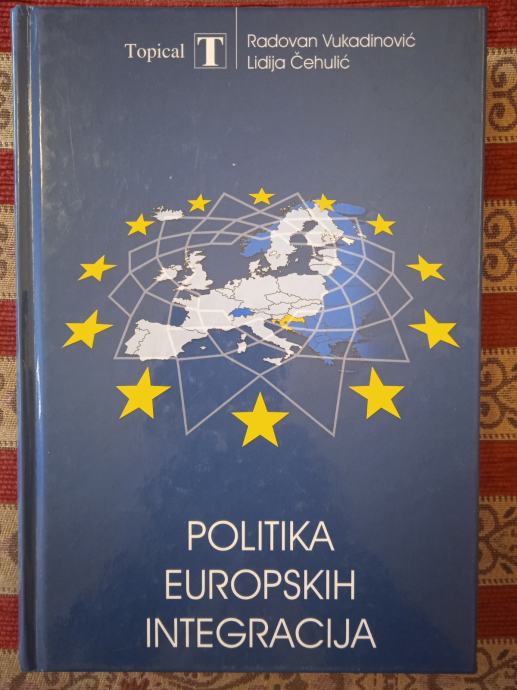 Topical T
Radovan Vukadinović
Lidija Čehulić
POLITIKA
EUROPSKIH
INTEGRACIJA